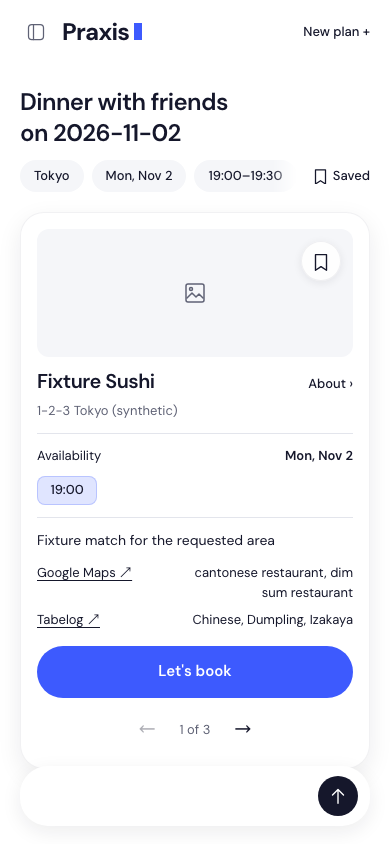 Praxis
New plan +
Dinner with friends
on 2026-11-02
Tokyo
Mon, Nov 2
19:00–19:30
Saved
Fixture Sushi
About ›
1-2-3 Tokyo (synthetic)
Availability
Mon, Nov 2
19:00
Fixture match for the requested area
Google Maps ↗
cantonese restaurant, dim
sum restaurant
Tabelog ↗
Chinese, Dumpling, Izakaya
Let's book
← 1 of 3 →